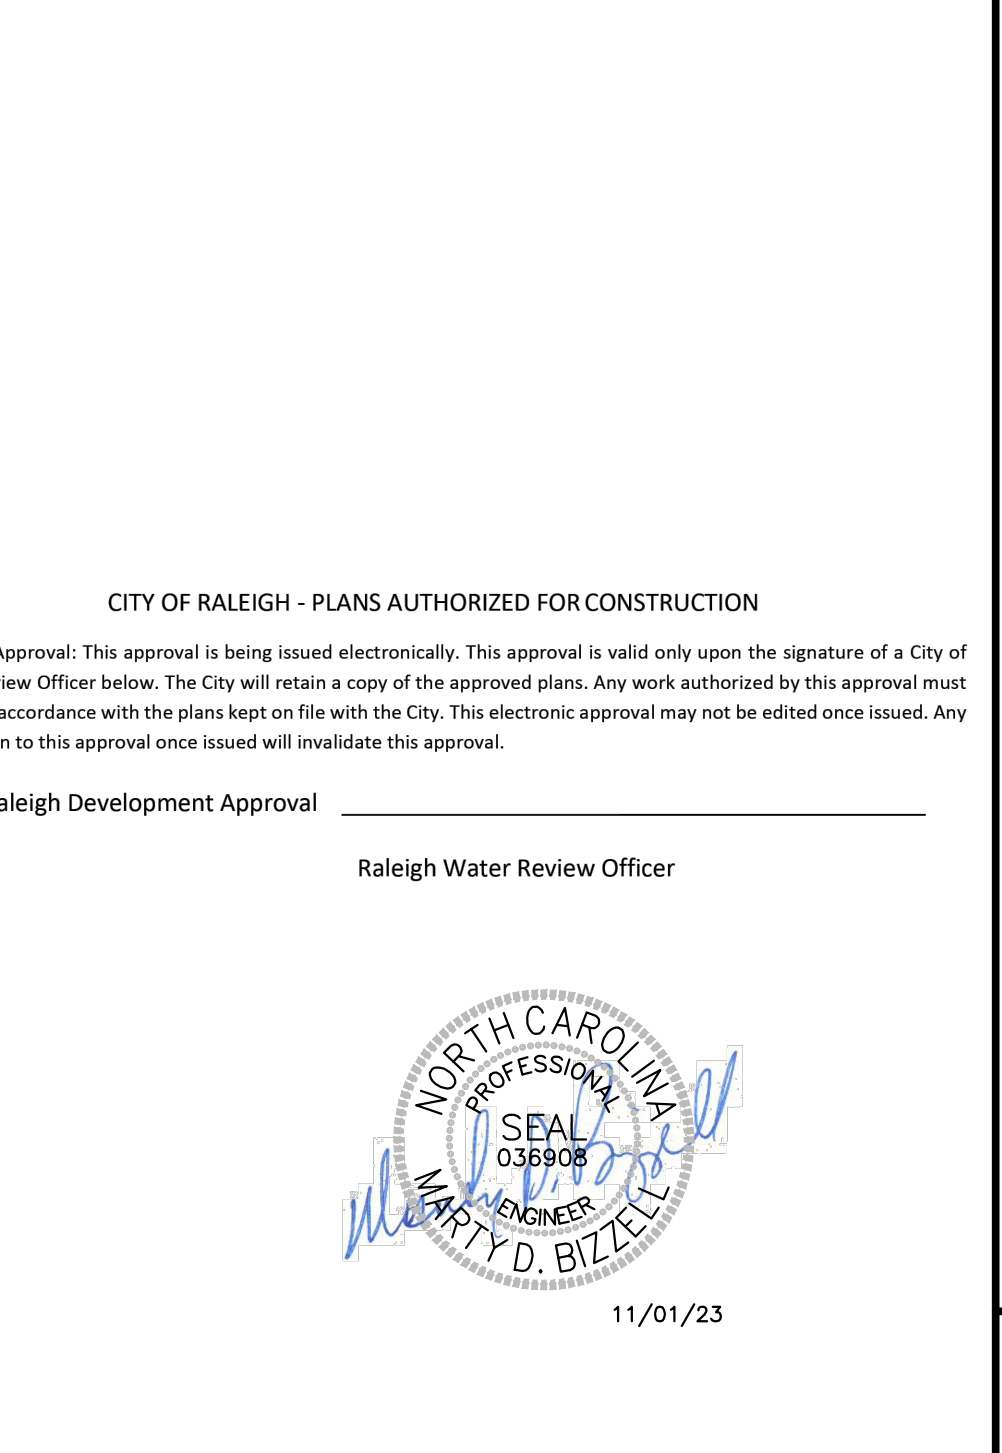 CITY OF RALEIGH - PLANS AUTHORIZED FOR CONSTRUCTION
Approval: This approval is being issued electronically. This approval is valid only upon the signature of a City of
iew Officer below. The City will retain a copy of the approved plans. Any work authorized by this approval must
accordance with the plans kept on file with the City. This electronic approval may not be edited once issued. Any
n to this approval once issued will invalidate this approval.
aleigh Development Approval
Raleigh Water Review Officer
NORTH CAROLINA
PROFESSIONAL
SEAL
036908
ENGINEER
MARTY D. BIZZELL
Marty D. Bizzell
11/01/23